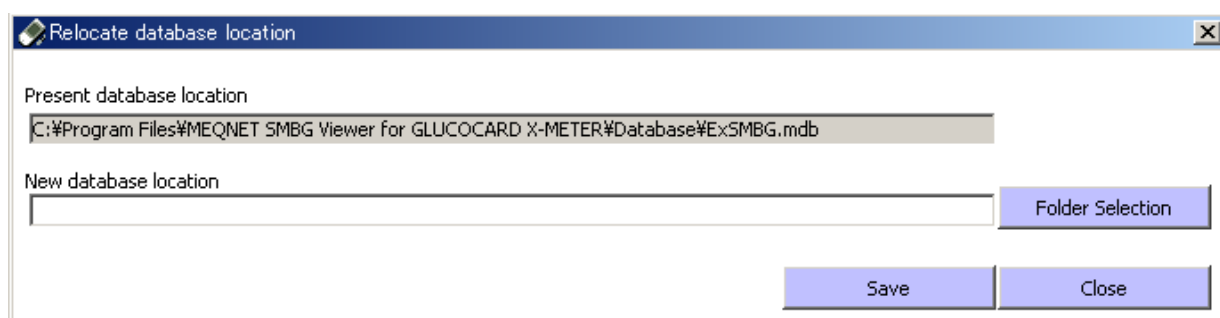 Relocate database location
Present database location
C:¥Program Files¥MEQNET SMBG Viewer for GLUCOCARD X-METER¥Database¥ExSMBG.mdb
New database location
Folder Selection
Save Close